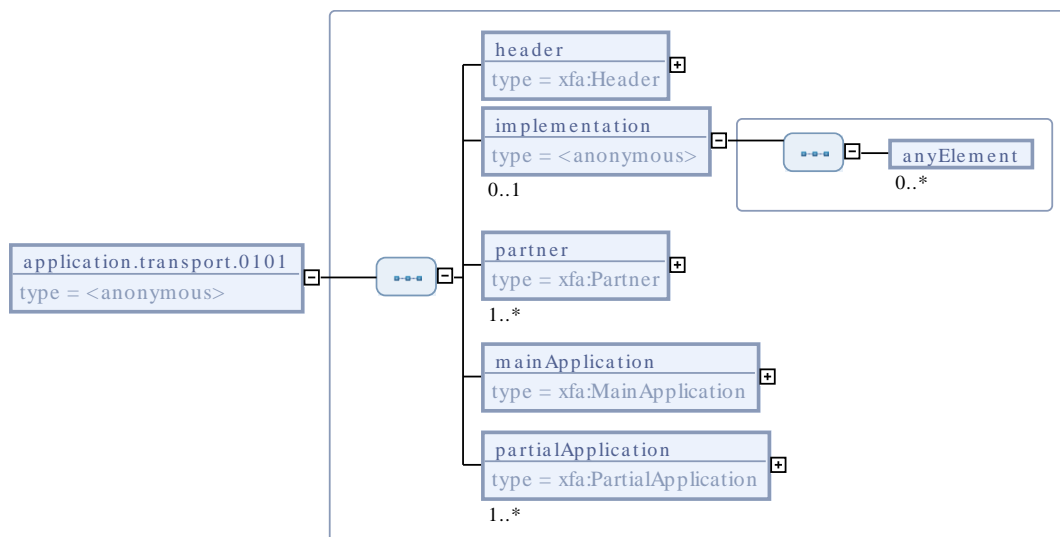 header
type = xfa:Header
implementation
type = <anonymous>
0..1
anyElement
0..*
partner
type = xfa:Partner
1..*
application.transport.0101
type = <anonymous>
mainApplication
type = xfa:MainApplication
partialApplication
type = xfa:PartialApplication
1..*